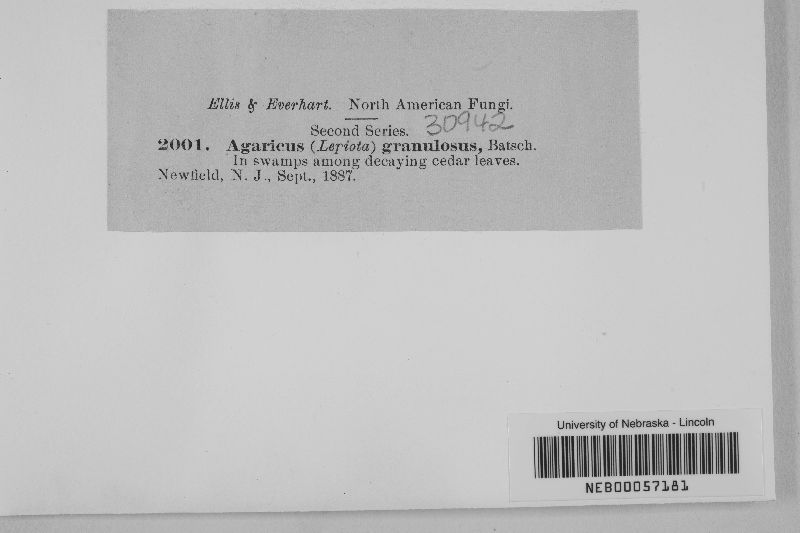 Ellis & Everhart. North American Fungi.
Second Series. 30942
2001. Agaricus (Lepiota) granulosus, Batsch.
In swamps among decaying cedar leaves.
Newfield, N. J., Sept., 1887.
University of Nebraska - Lincoln
NEB00057181